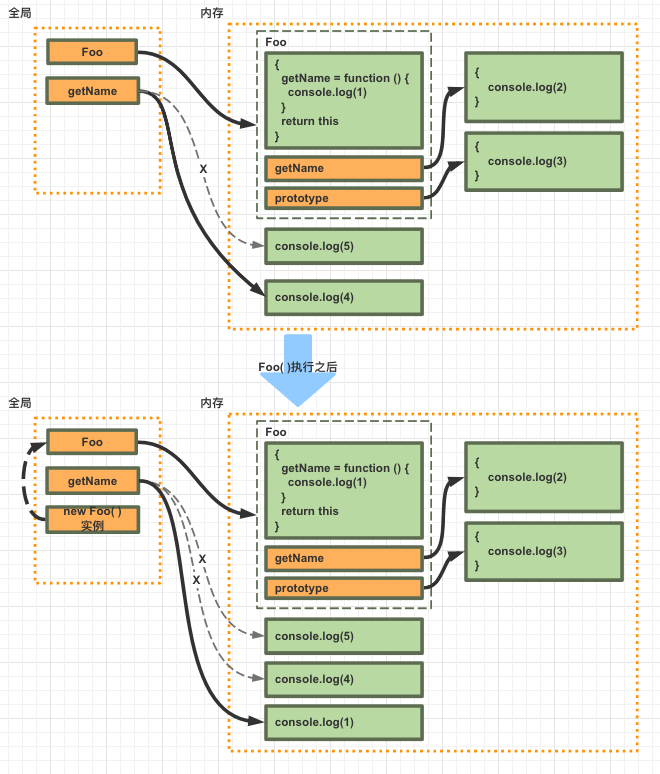 全局
内存
Foo
Foo
{
getName = function () {
console.log(1)
}
return this
}
{
console.log(2)
}
getName
{
console.log(3)
}
X
getName
prototype
console.log(5)
console.log(4)
Foo( )执行之后
全局
内存
Foo
Foo
{
getName = function () {
console.log(1)
}
return this
}
{
console.log(2)
}
getName
new Foo( )
实例
{
console.log(3)
}
X
getName
X
prototype
console.log(5)
console.log(4)
console.log(1)